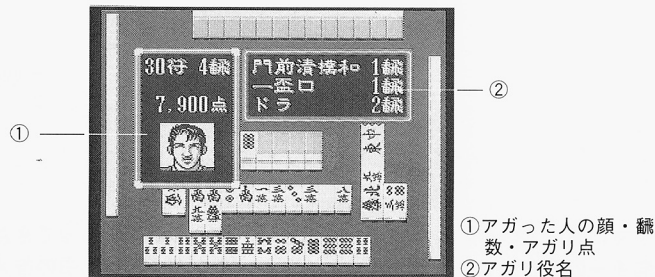 30符 4飜
7,900点
門前清摸和 1飜
一盃口 1飜
ドラ 2飜
①
②
①アガった人の顔・飜
数・アガリ点
②アガリ役名